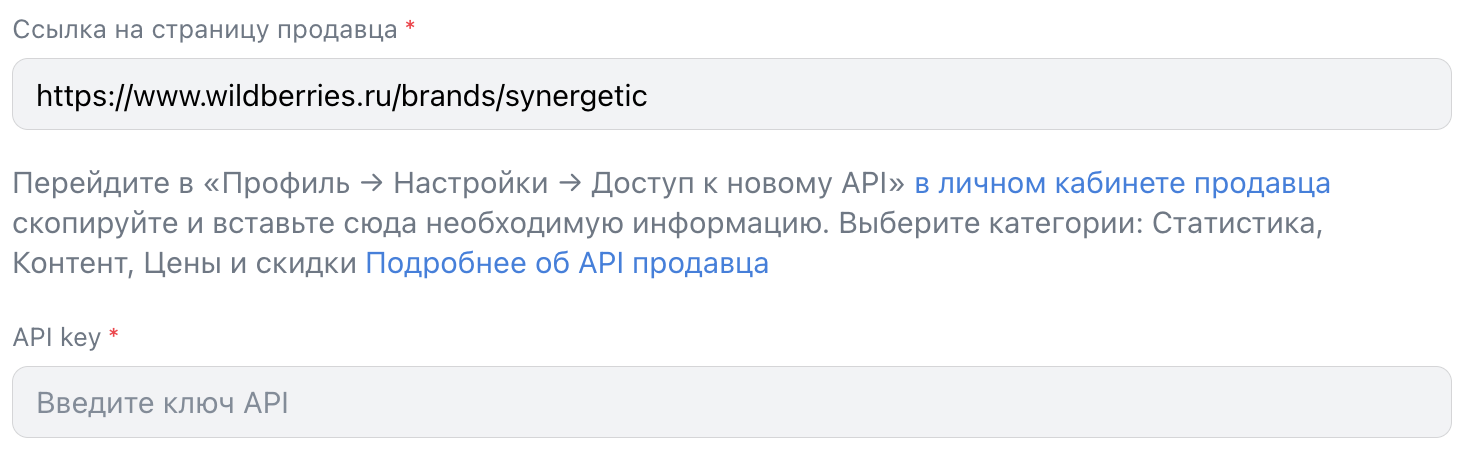 Ссылка на страницу продавца *
https://www.wildberries.ru/brands/synergetic
Перейдите в «Профиль → Настройки → Доступ к новому API» в личном кабинете продавца
скопируйте и вставьте сюда необходимую информацию. Выберите категории: Статистика,
Контент, Цены и скидки Подробнее об API продавца
API key *
Введите ключ API